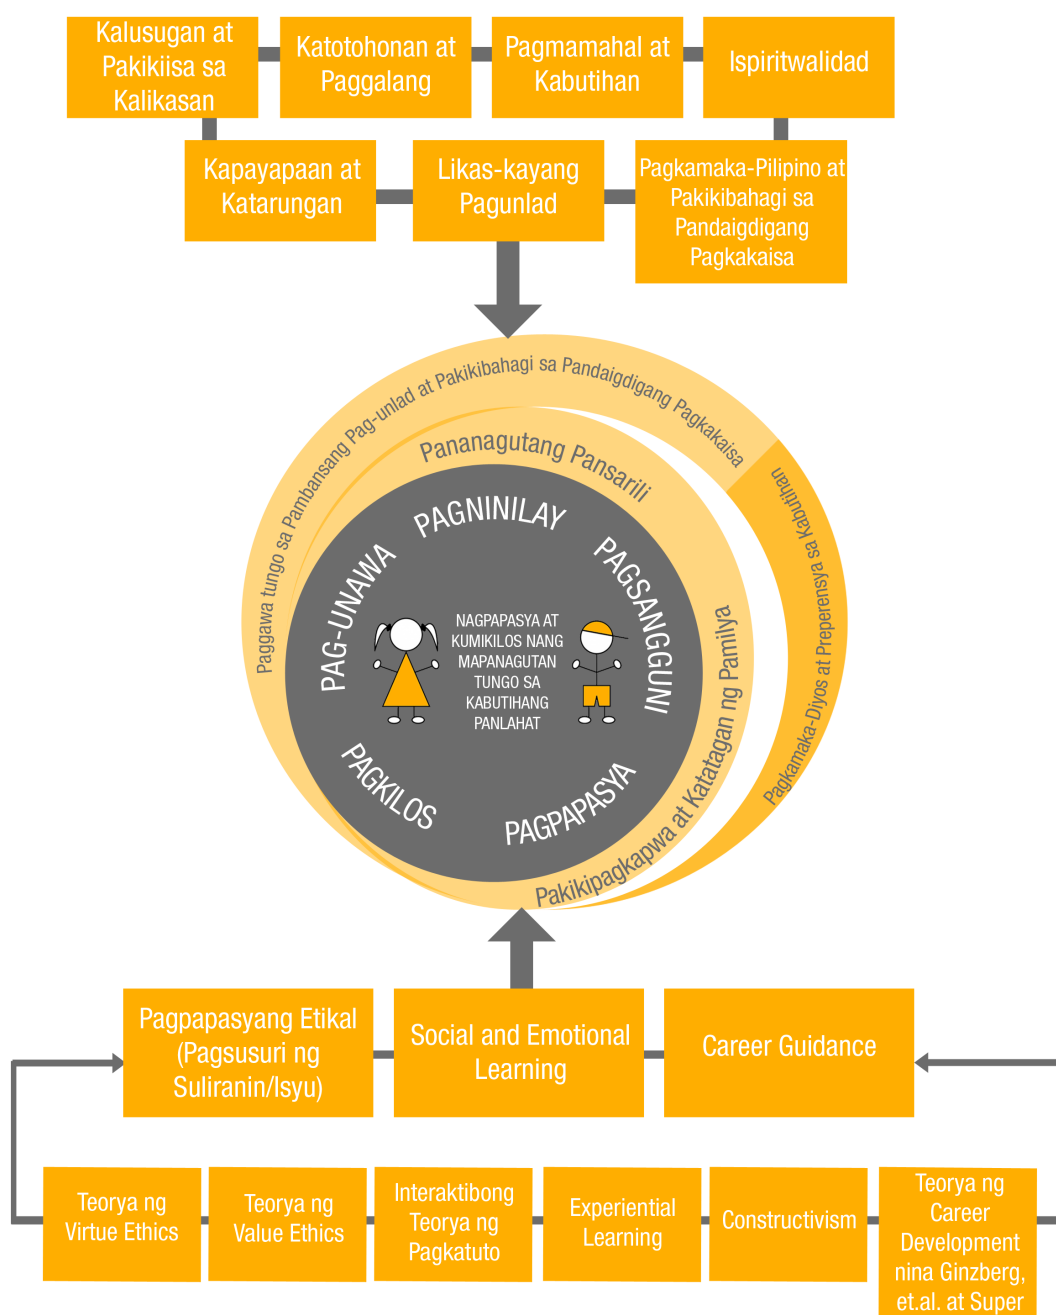 Kalusugan at
Pakikiisa sa
Kalikasan
Katotohonan at
Paggalang
Pagmamahal at
Kabutihan
Ispiritwalidad
Kapayapaan at
Katarungan
Likas-kayang
Pagunlad
Pagkamaka-Pilipino at
Pakikibahagi sa
Pandaigdigang
Pagkakaisa
Paggawa tungo sa Pambansang Pag-unlad at Pakikibahagi sa Pandaigdigang Pagkakaisa
Pagkamaka-Diyos at Preperensya sa Kabutihan
Pananagutang Pansarili
Pakikipagkapwa at Katatagan ng Pamilya
PAGNINILAY
PAGSANGGUNI
PAGPAPASYA
PAGKILOS
PAG-UNAWA
NAGPAPASYA AT
KUMIKILOS NANG
MAPANAGUTAN
TUNGO SA
KABUTIHANG
PANLAHAT
Pagpapasyang Etikal
(Pagsusuri ng
Suliranin/Isyu)
Social and Emotional
Learning
Career Guidance
Teorya ng
Virtue Ethics
Teorya ng
Value Ethics
Interaktibong
Teorya ng
Pagkatuto
Experiential
Learning
Constructivism
Teorya ng
Career
Development
nina Ginzberg,
et.al. at Super